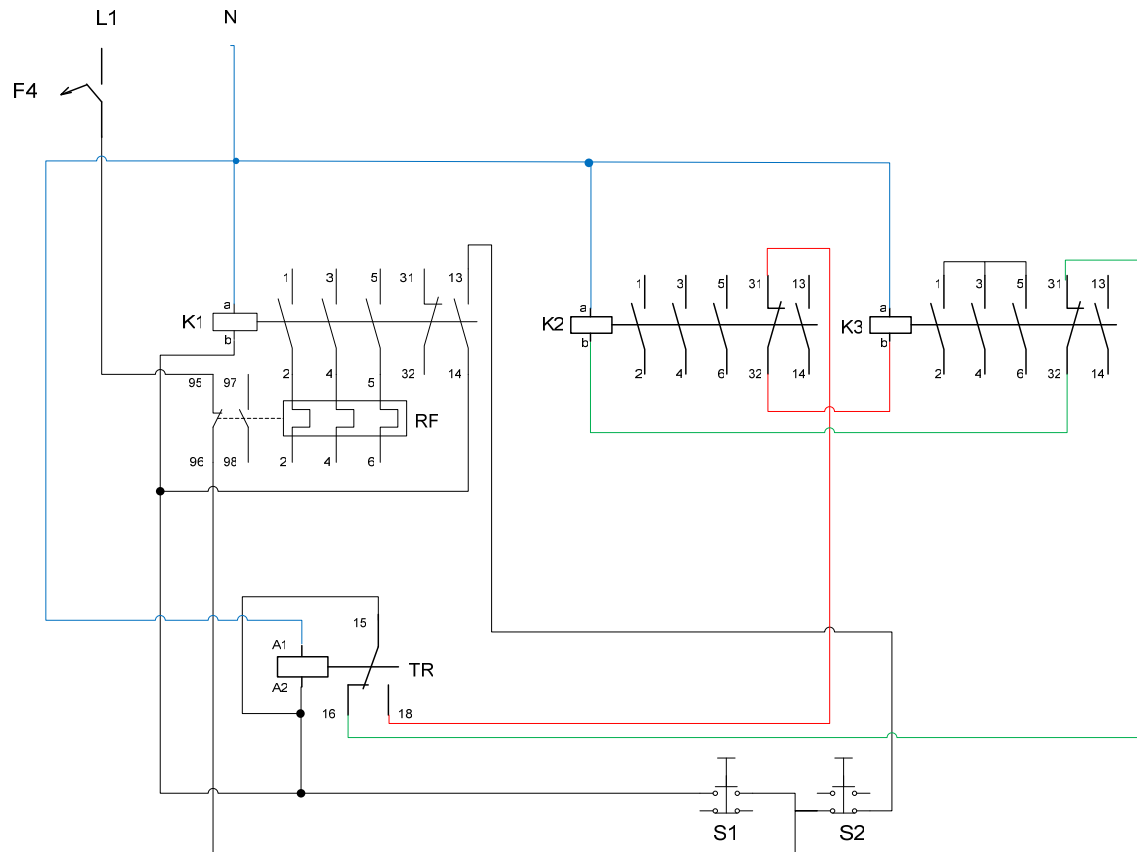 L1 N
F4
K1 a b 1 3 5 31 13
2 4 5 32 14
K2 a b 1 3 5 31 13
2 4 6 32 14
K3 a b 1 3 5 31 13
2 4 6 32 14
95 97
RF
96 98 2 4 6
15
A1
A2
TR
16 18
S1 S2